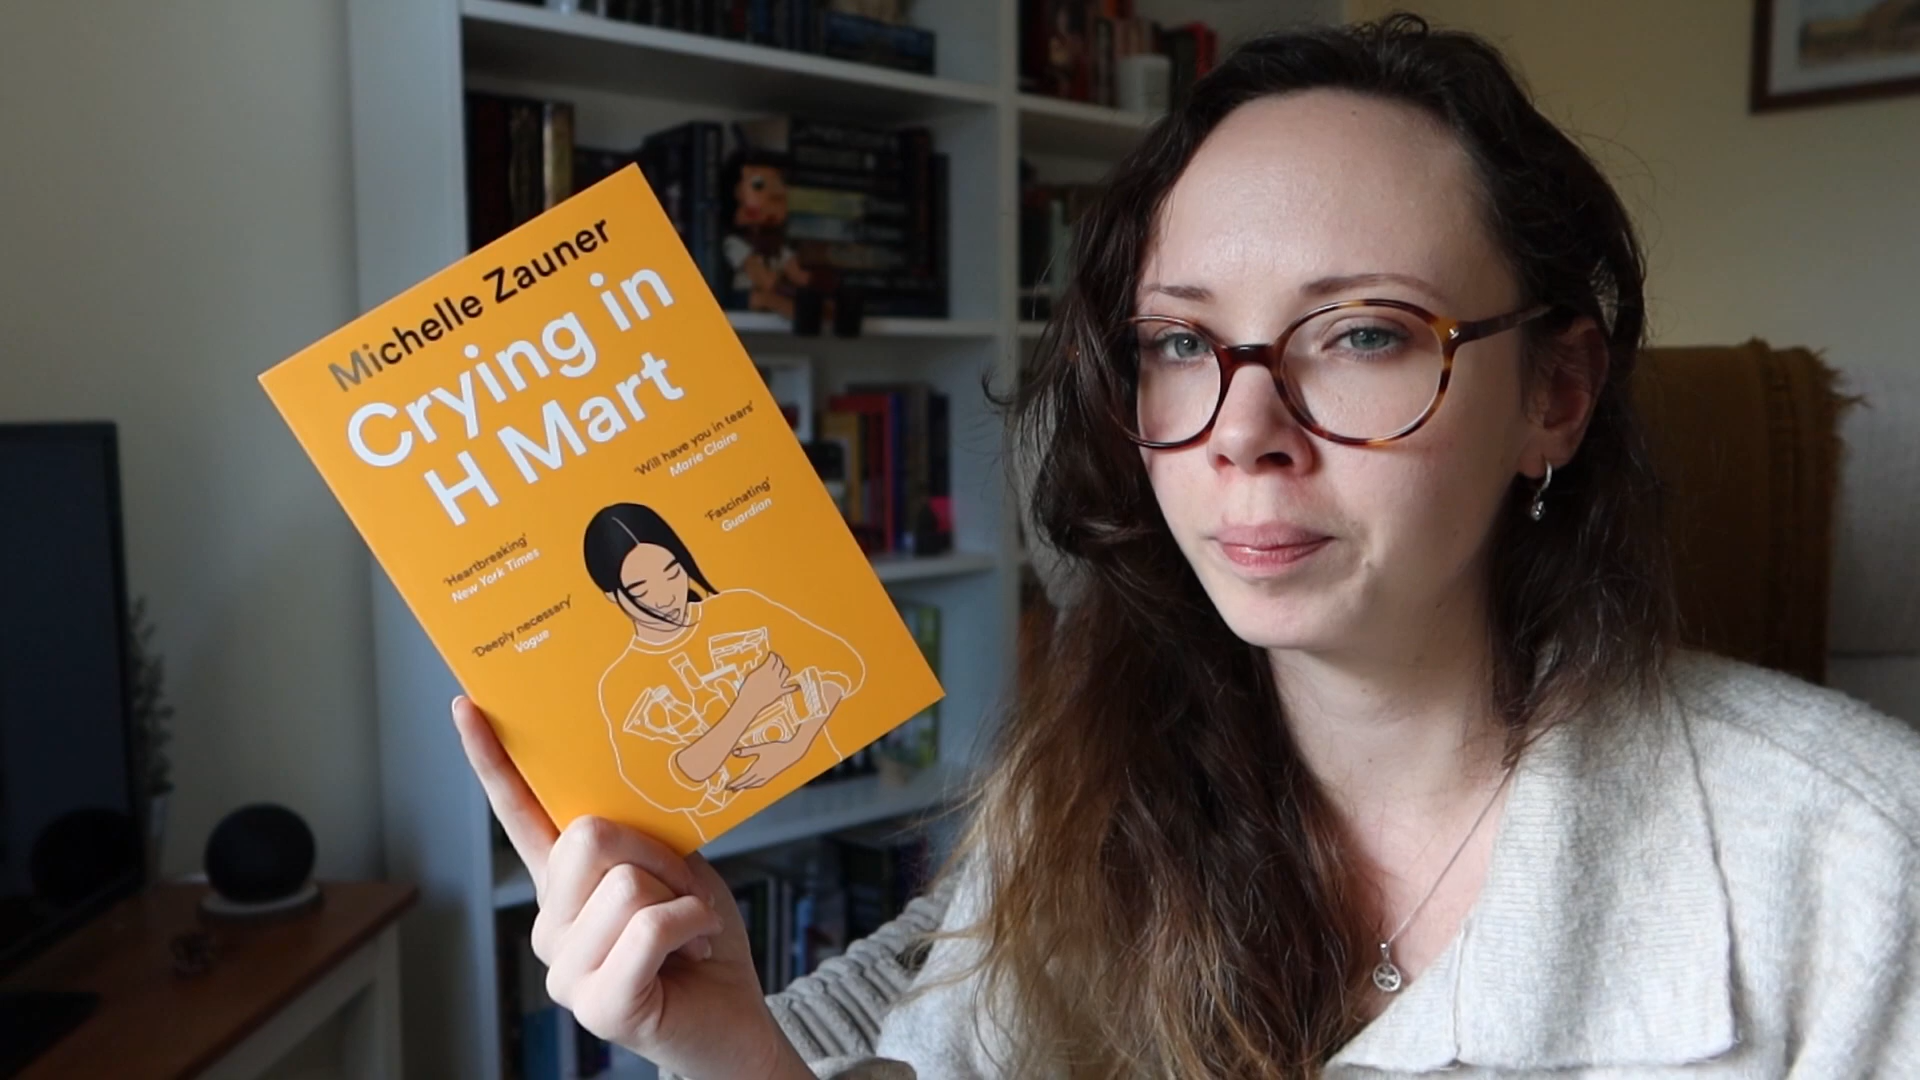 Michelle Zauner
Crying in
H Mart
'Will have you in tears'
Marie Claire
'Fascinating'
Guardian
'Heartbreaking'
New York Times
'Deeply necessary'
Vogue